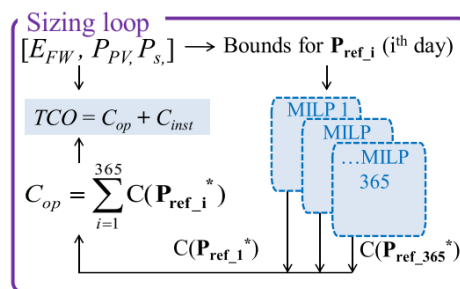 Sizing loop
[E_FW, P_PV, P_s,] → Bounds for P_ref_i (i^th day)
TCO = C_op + C_inst
MILP 1
MILP
...MILP
365
C_op = ∑_{i=1}^{365} C(P_ref_i^*)
C(P_ref_1^*)
C(P_ref_365^*)